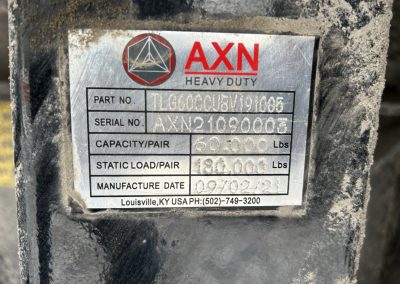 AXN
HEAVY DUTY
PART NO.
SERIAL NO. AXN21090003
CAPACITY/PAIR 60,000 Lbs
STATIC LOAD/PAIR 180,000 Lbs
MANUFACTURE DATE 09/02/21
Louisville,KY USA PH:(502)-749-3200